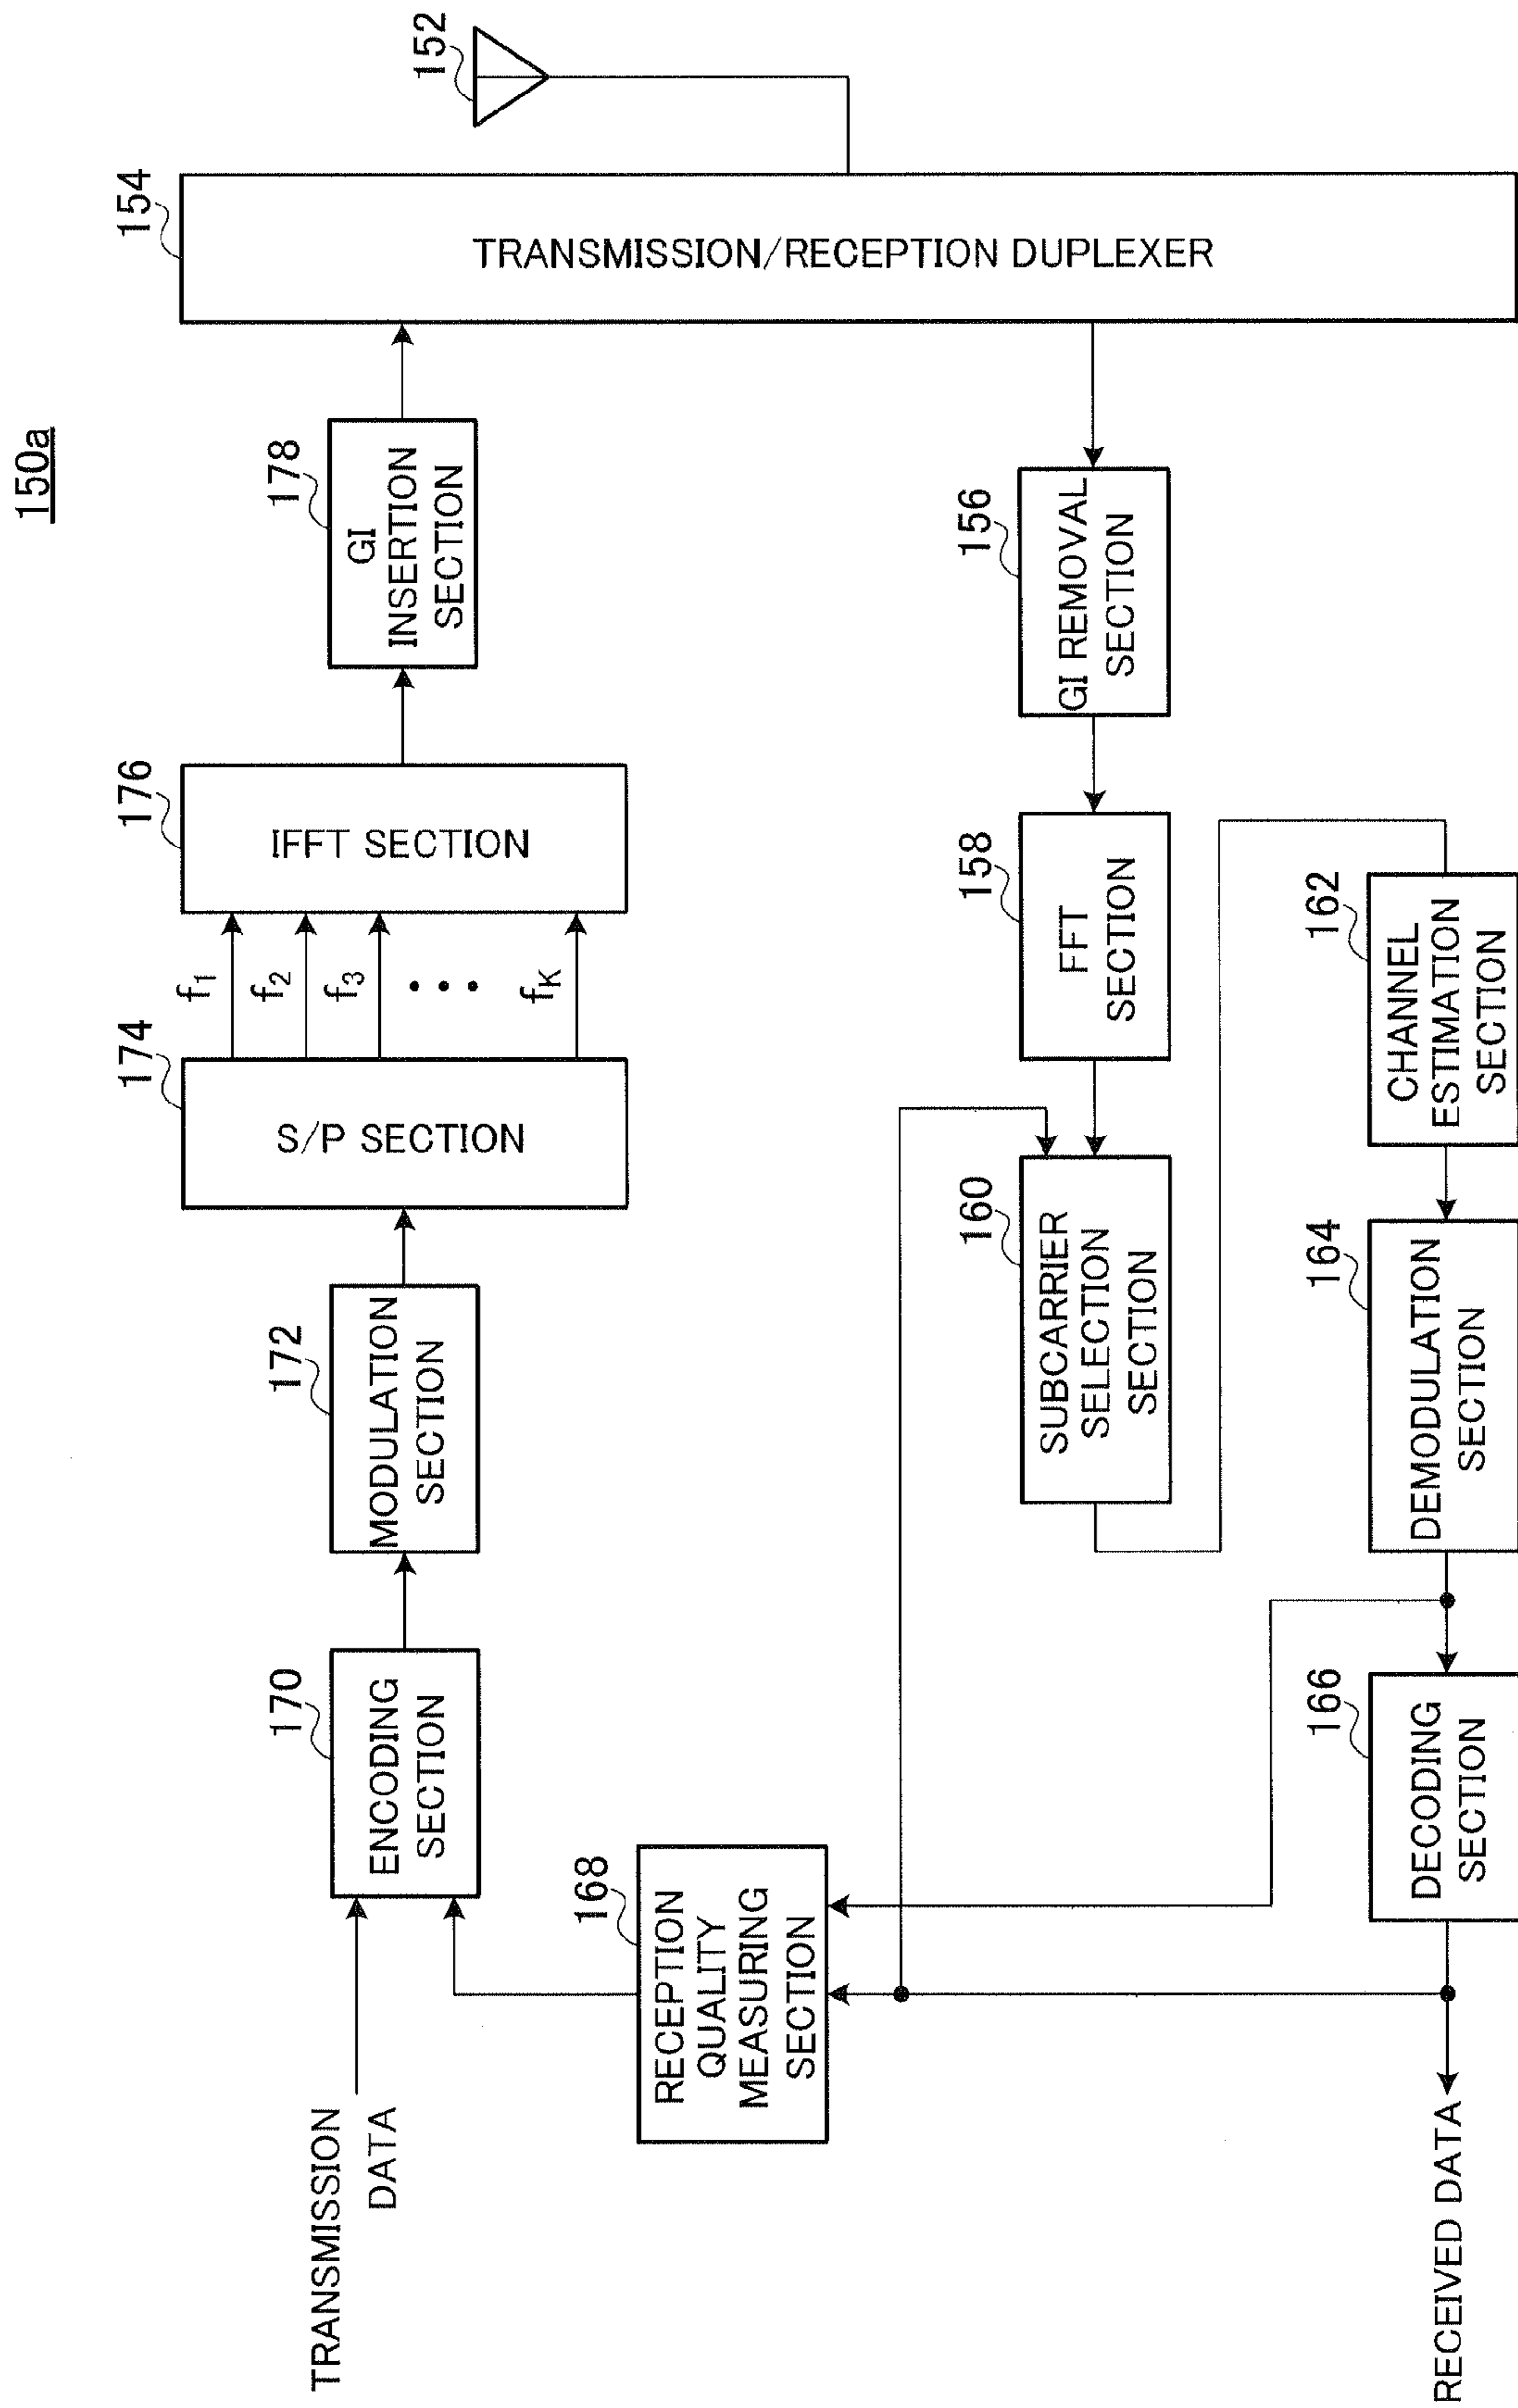 150a
152
154
TRANSMISSION/RECEPTION DUPLEXER
178
GI
INSERTION
SECTION
176
IFFT SECTION
f1
f2
f3
• • •
fK
174
S/P SECTION
172
MODULATION
SECTION
170
ENCODING
SECTION
TRANSMISSION
DATA
156
GI REMOVAL
SECTION
158
FFT
SECTION
160
SUBCARRIER
SELECTION
SECTION
162
CHANNEL
ESTIMATION
SECTION
164
DEMODULATION
SECTION
166
DECODING
SECTION
168
RECEPTION
QUALITY
MEASURING
SECTION
RECEIVED DATA